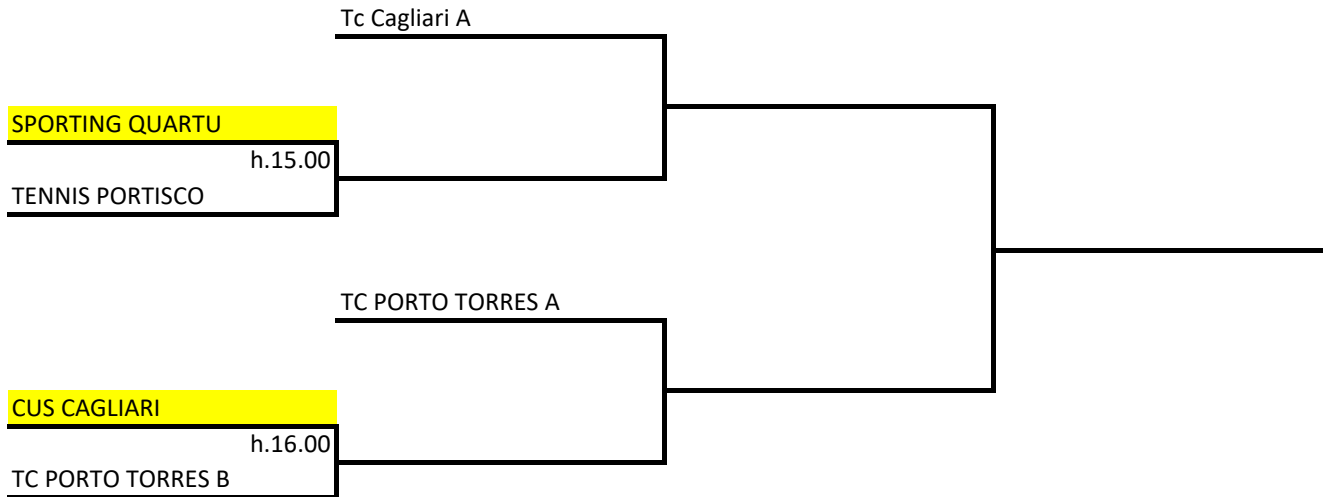 Tc Cagliari A
SPORTING QUARTU
h.15.00
TENNIS PORTISCO
TC PORTO TORRES A
CUS CAGLIARI
h.16.00
TC PORTO TORRES B